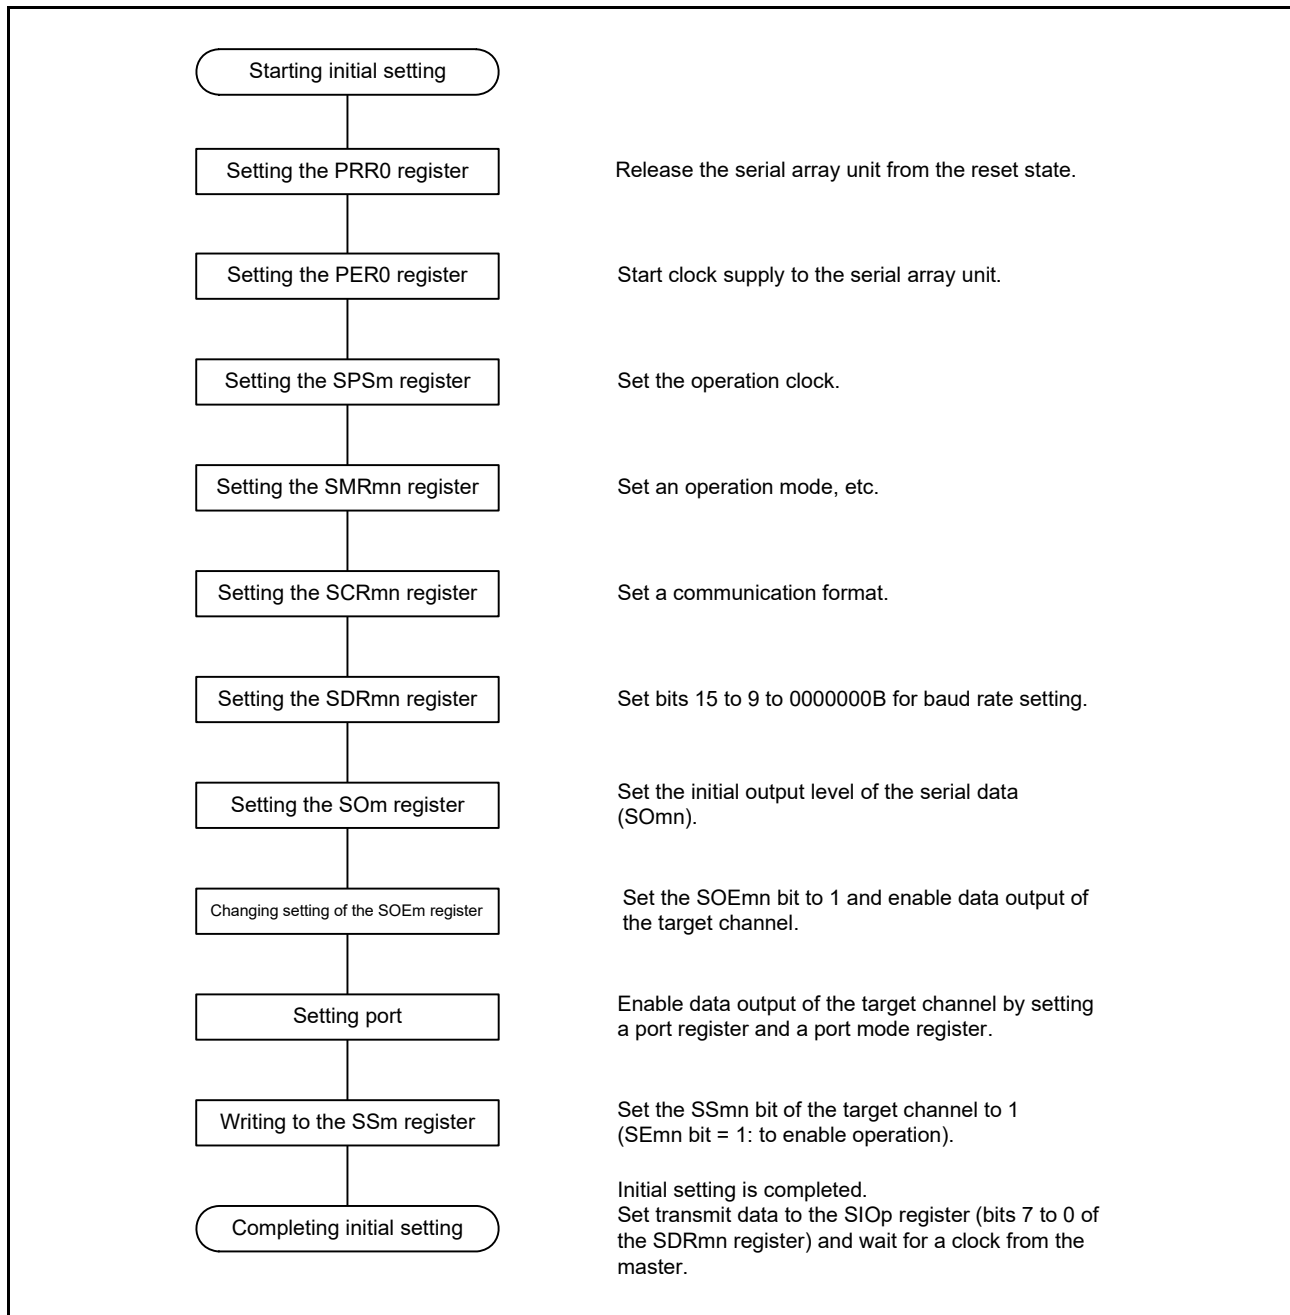 Starting initial setting
Setting the PRR0 register
Release the serial array unit from the reset state.
Setting the PER0 register
Start clock supply to the serial array unit.
Setting the SPSm register
Set the operation clock.
Setting the SMRmn register
Set an operation mode, etc.
Setting the SCRmn register
Set a communication format.
Setting the SDRmn register
Set bits 15 to 9 to 0000000B for baud rate setting.
Setting the SOm register
Set the initial output level of the serial data
(SOmn).
Changing setting of the SOEm register
Set the SOEmn bit to 1 and enable data output of
the target channel.
Setting port
Enable data output of the target channel by setting
a port register and a port mode register.
Writing to the SSm register
Set the SSmn bit of the target channel to 1
(SEmn bit = 1: to enable operation).
Completing initial setting
Initial setting is completed.
Set transmit data to the SIOp register (bits 7 to 0 of
the SDRmn register) and wait for a clock from the
master.